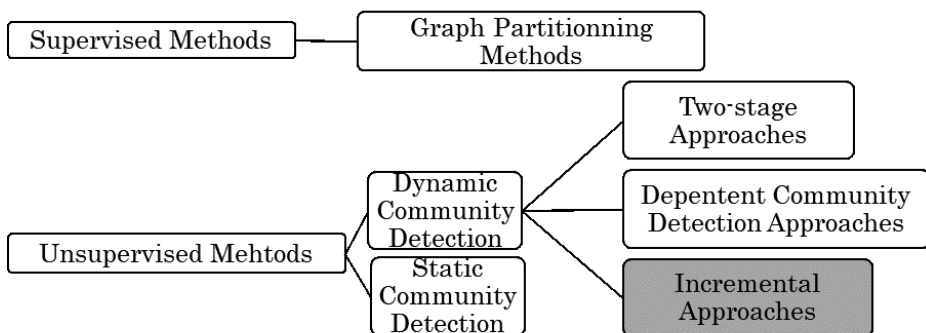 Supervised Methods
Graph Partitionning
Methods
Two-stage
Approaches
Dynamic
Community
Detection
Depentent Community
Detection Approaches
Unsupervised Mehtods
Static
Community
Detection
Incremental
Approaches